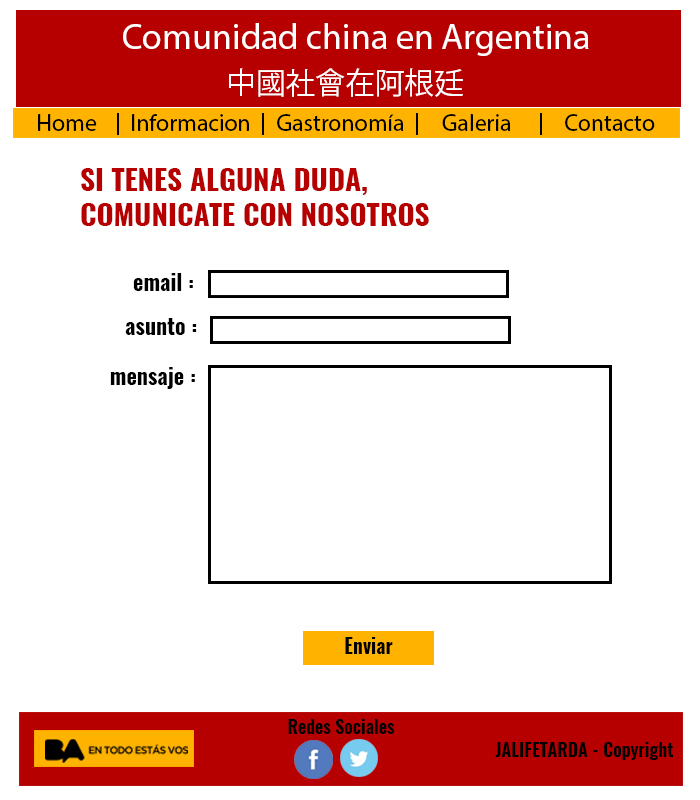 Comunidad china en Argentina
中國社會在阿根廷
Home | Informacion | Gastronomía | Galeria | Contacto
SI TENES ALGUNA DUDA,
COMUNICATE CON NOSOTROS
email :
asunto :
mensaje :
Enviar
Redes Sociales
BA EN TODO ESTÁS VOS
f
JALIFETARDA - Copyright